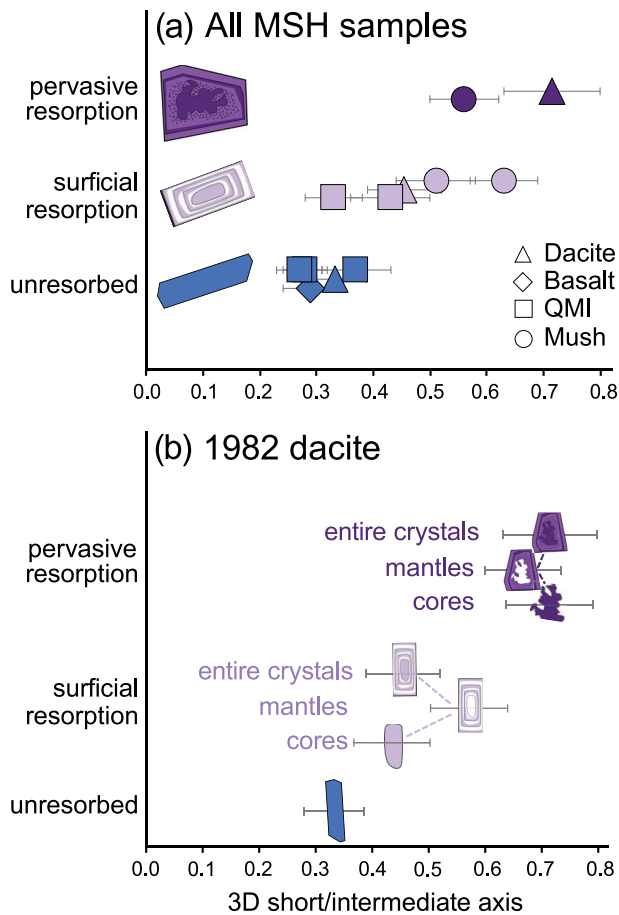 (a) All MSH samples
pervasive
resorption
surficial
resorption
unresorbed
Dacite
Basalt
QMI
Mush
0.0 0.1 0.2 0.3 0.4 0.5 0.6 0.7 0.8
(b) 1982 dacite
pervasive
resorption
entire crystals
mantles
cores
surficial
resorption
entire crystals
mantles
cores
unresorbed
0.0 0.1 0.2 0.3 0.4 0.5 0.6 0.7 0.8
3D short/intermediate axis